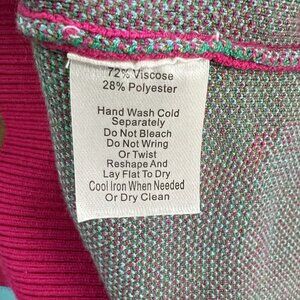 72% Viscose
28% Polyester
Hand Wash Cold
Separately
Do Not Bleach
Do Not Wring
Or Twist
Reshape And
Lay Flat To Dry
Cool Iron When Needed
Or Dry Clean